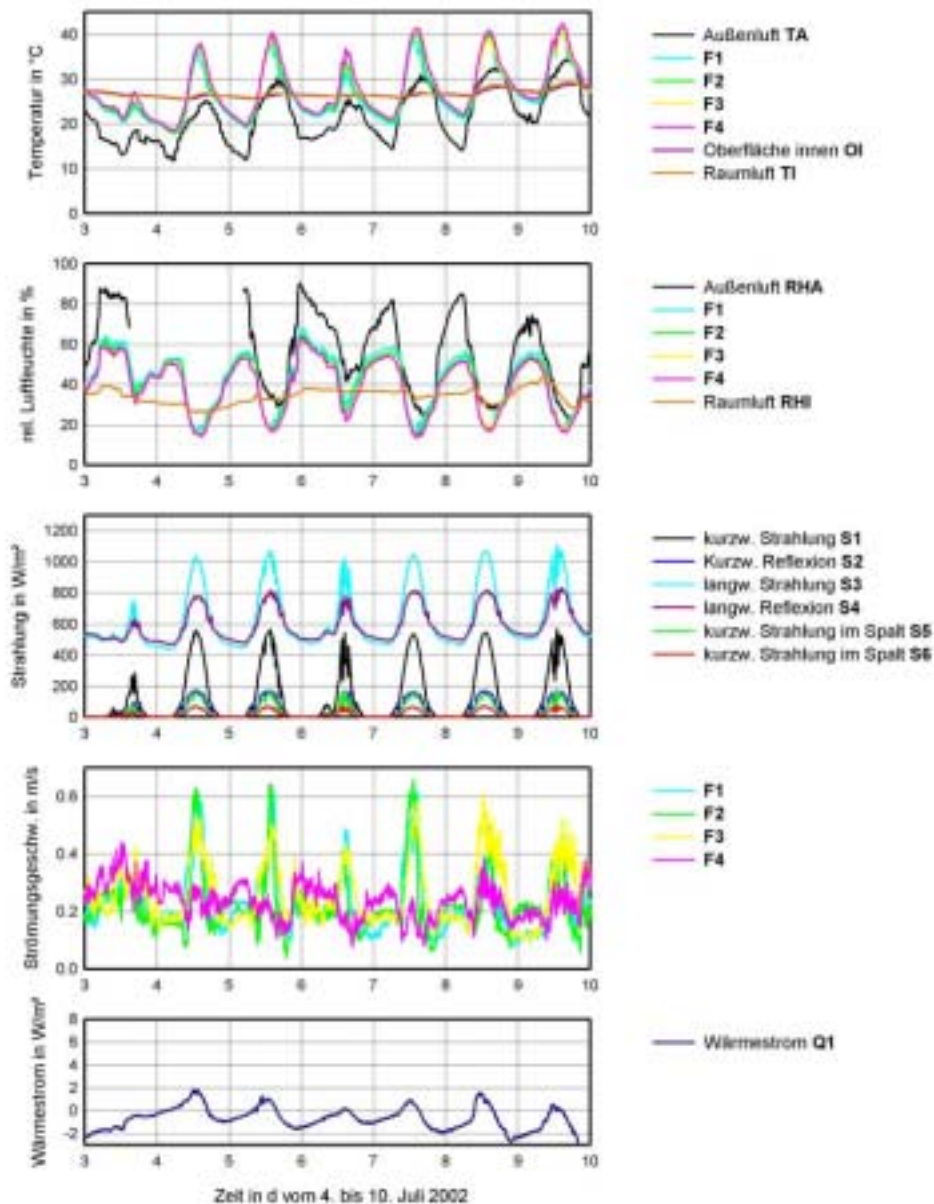 Temperatur in °C
40
30
20
10
0
3 4 5 6 7 8 9 10
Außenluft TA
F1
F2
F3
F4
Oberfläche innen OI
Raumluft TI
rel. Luftfeuchte in %
100
80
60
40
20
0
3 4 5 6 7 8 9 10
Außenluft RHA
F1
F2
F3
F4
Raumluft RHI
Strahlung in W/m²
1200
1000
800
600
400
200
0
3 4 5 6 7 8 9 10
kurzw. Strahlung S1
Kurzw. Reflexion S2
langw. Strahlung S3
langw. Reflexion S4
kurzw. Strahlung im Spalt S5
kurzw. Strahlung im Spalt S6
Strömungsgeschw. in m/s
0.6
0.4
0.2
0.0
3 4 5 6 7 8 9 10
F1
F2
F3
F4
Wärmestrom in W/m²
8
6
4
2
0
-2
3 4 5 6 7 8 9 10
Wärmestrom Q1
Zeit in d vom 4. bis 10. Juli 2002